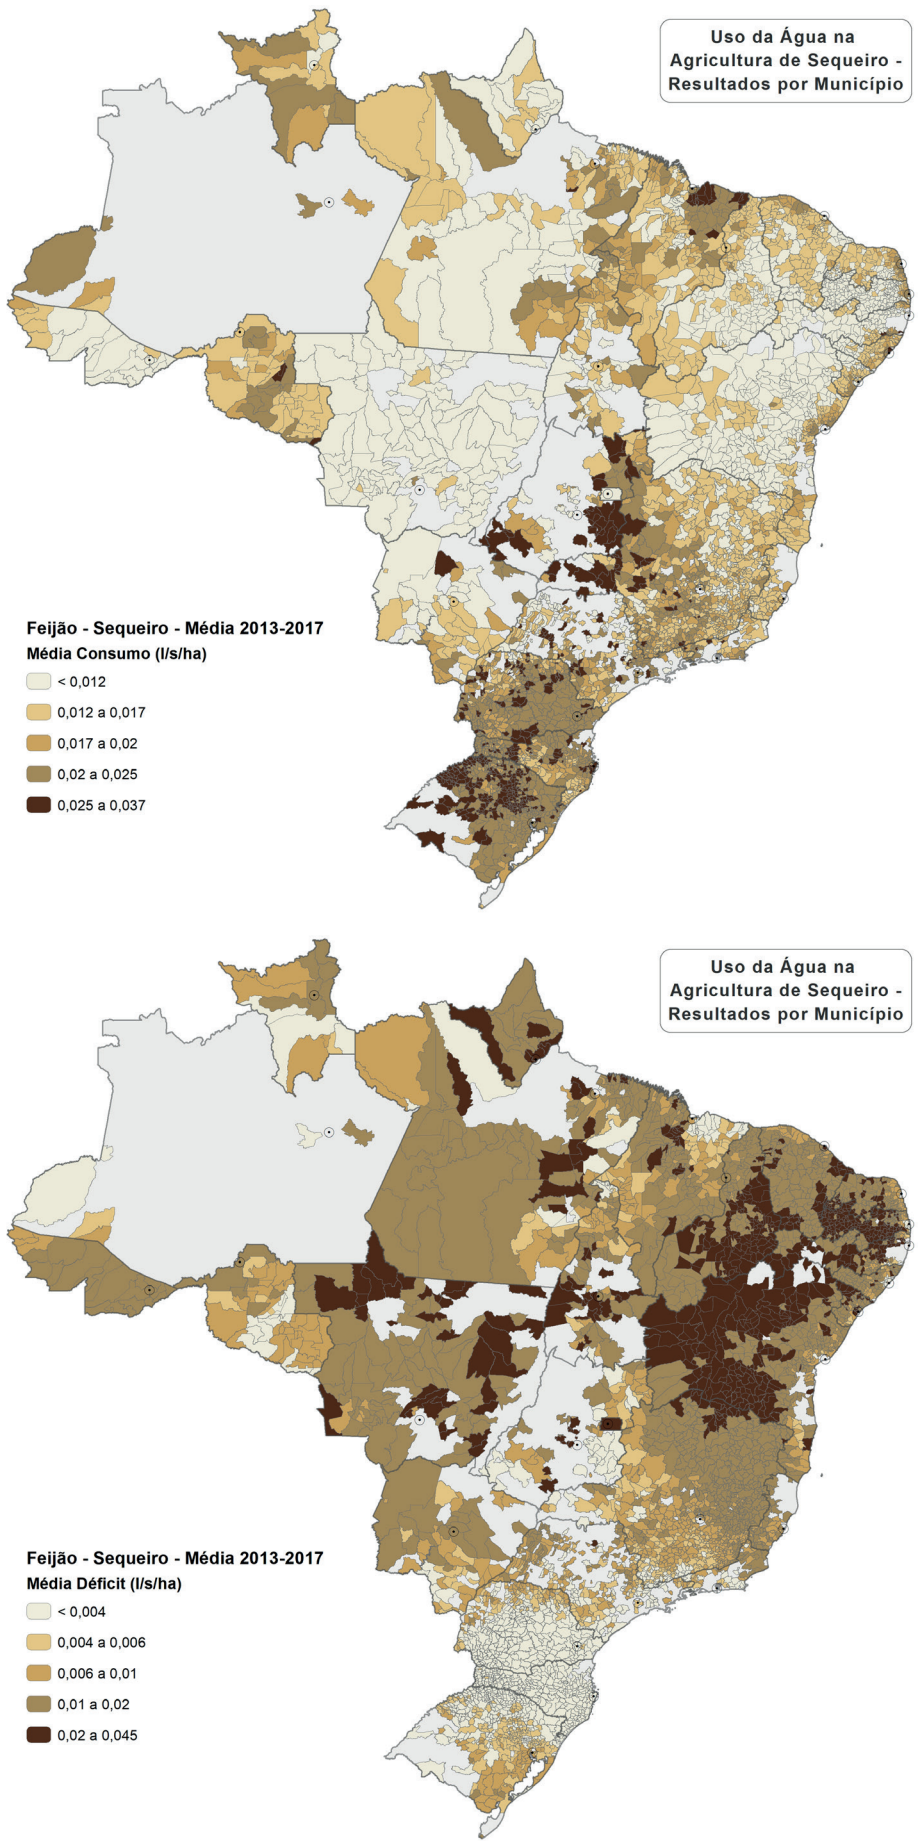 Uso da Água na
Agricultura de Sequeiro -
Resultados por Município
Feijão - Sequeiro - Média 2013-2017
Média Consumo (l/s/ha)
< 0,012
0,012 a 0,017
0,017 a 0,02
0,02 a 0,025
0,025 a 0,037
Uso da Água na
Agricultura de Sequeiro -
Resultados por Município
Feijão - Sequeiro - Média 2013-2017
Média Déficit (l/s/ha)
< 0,004
0,004 a 0,006
0,006 a 0,01
0,01 a 0,02
0,02 a 0,045